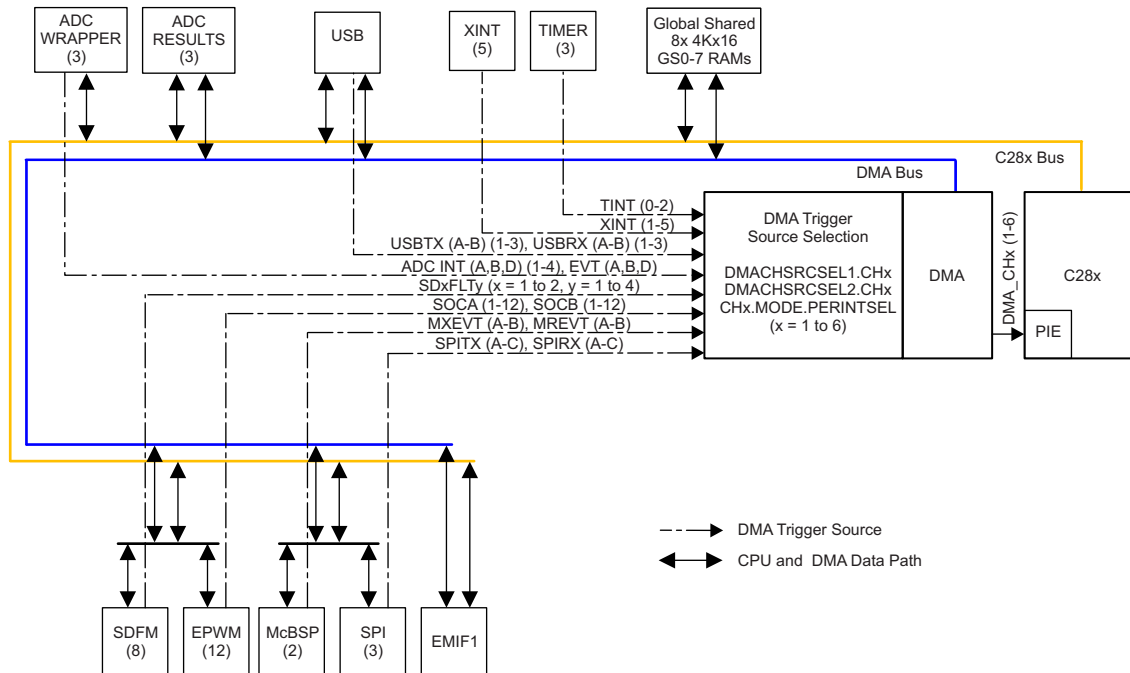 ADC
WRAPPER
(3)
ADC
RESULTS
(3)
USB
XINT
(5)
TIMER
(3)
Global Shared
8x 4Kx16
GS0-7 RAMs
C28x Bus
DMA Bus
TINT (0-2)
XINT (1-5)
USBTX (A-B) (1-3), USBRX (A-B) (1-3)
ADC INT (A,B,D) (1-4), EVT (A,B,D)
SDxFLTy (x = 1 to 2, y = 1 to 4)
SOCA (1-12), SOCB (1-12)
MXEVT (A-B), MREVT (A-B)
SPITX (A-C), SPIRX (A-C)
DMA Trigger
Source Selection
DMACHSRCSEL1.CHx
DMACHSRCSEL2.CHx
CHx.MODE.PERINTSEL
(x = 1 to 6)
DMA
DMA_CHx (1-6)
C28x
PIE
DMA Trigger Source
CPU and DMA Data Path
SDFM
(8)
EPWM
(12)
McBSP
(2)
SPI
(3)
EMIF1